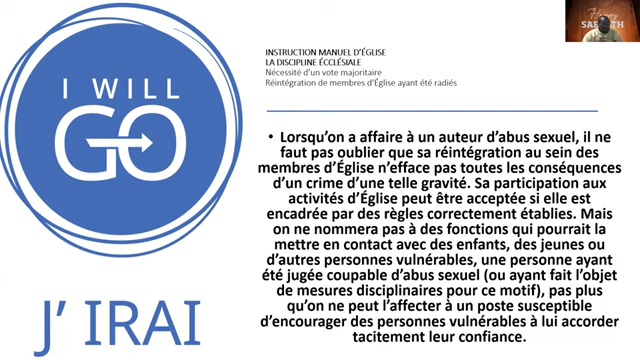 I WILL
GO
J' IRAI
INSTRUCTION MANUEL D'ÉGLISE
LA DISCIPLINE ÉCCLÉSIALE
Nécessité d'un vote majoritaire
Réintégration de membres d'Église ayant été radiés
• Lorsqu'on a affaire à un auteur d'abus sexuel, il ne
faut pas oublier que sa réintégration au sein des
membres d'Église n'efface pas toutes les conséquences
d'un crime d'une telle gravité. Sa participation aux
activités d'Église peut être acceptée si elle est
encadrée par des règles correctement établies. Mais
on ne nommera pas à des fonctions qui pourrait la
mettre en contact avec des enfants, des jeunes ou
d'autres personnes vulnérables, une personne ayant
été jugée coupable d'abus sexuel (ou ayant fait l'objet
de mesures disciplinaires pour ce motif), pas plus
qu'on ne peut l'affecter à un poste susceptible
d'encourager des personnes vulnérables à lui accorder
tacitement leur confiance.